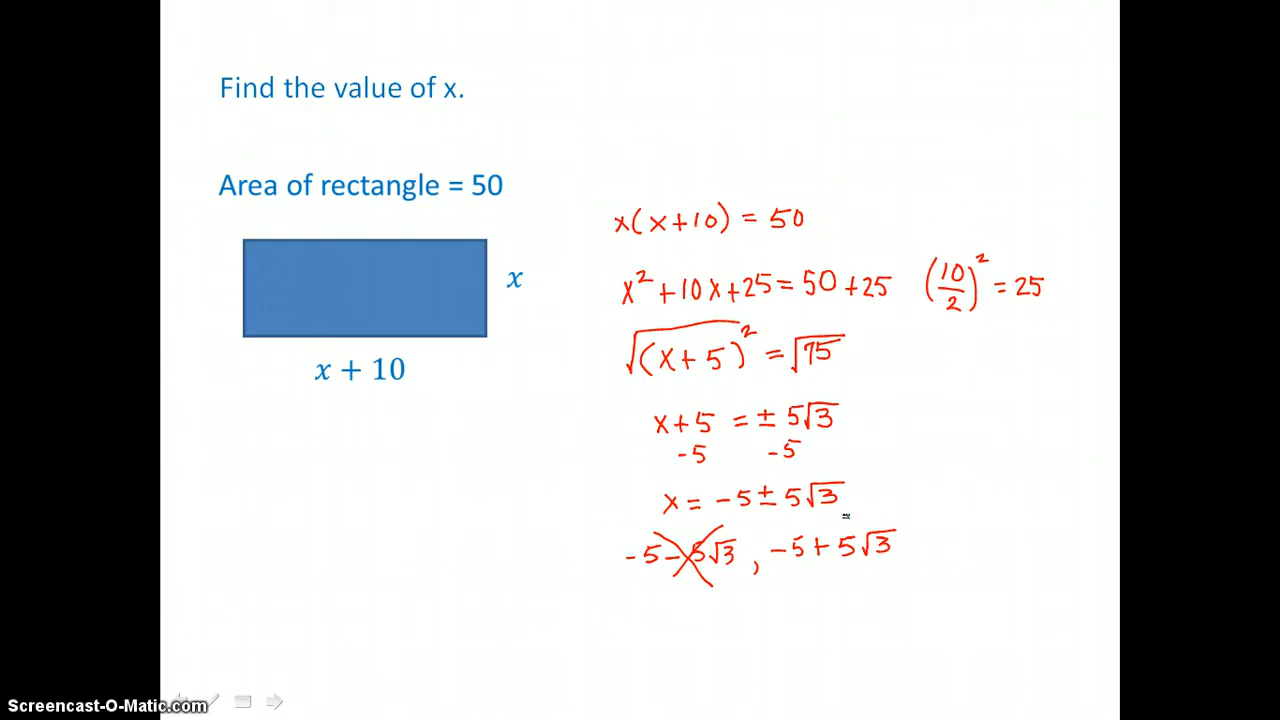 Find the value of x.
Area of rectangle = 50
x
x + 10
x(x+10) = 50
x² + 10x + 25 = 50 + 25 (10/2)² = 25
√(x + 5)² = √75
x + 5 = ± 5√3
-5 -5
x = -5 ± 5√3
-5 - 5√3 , -5 + 5√3
Screencast-O-Matic.com